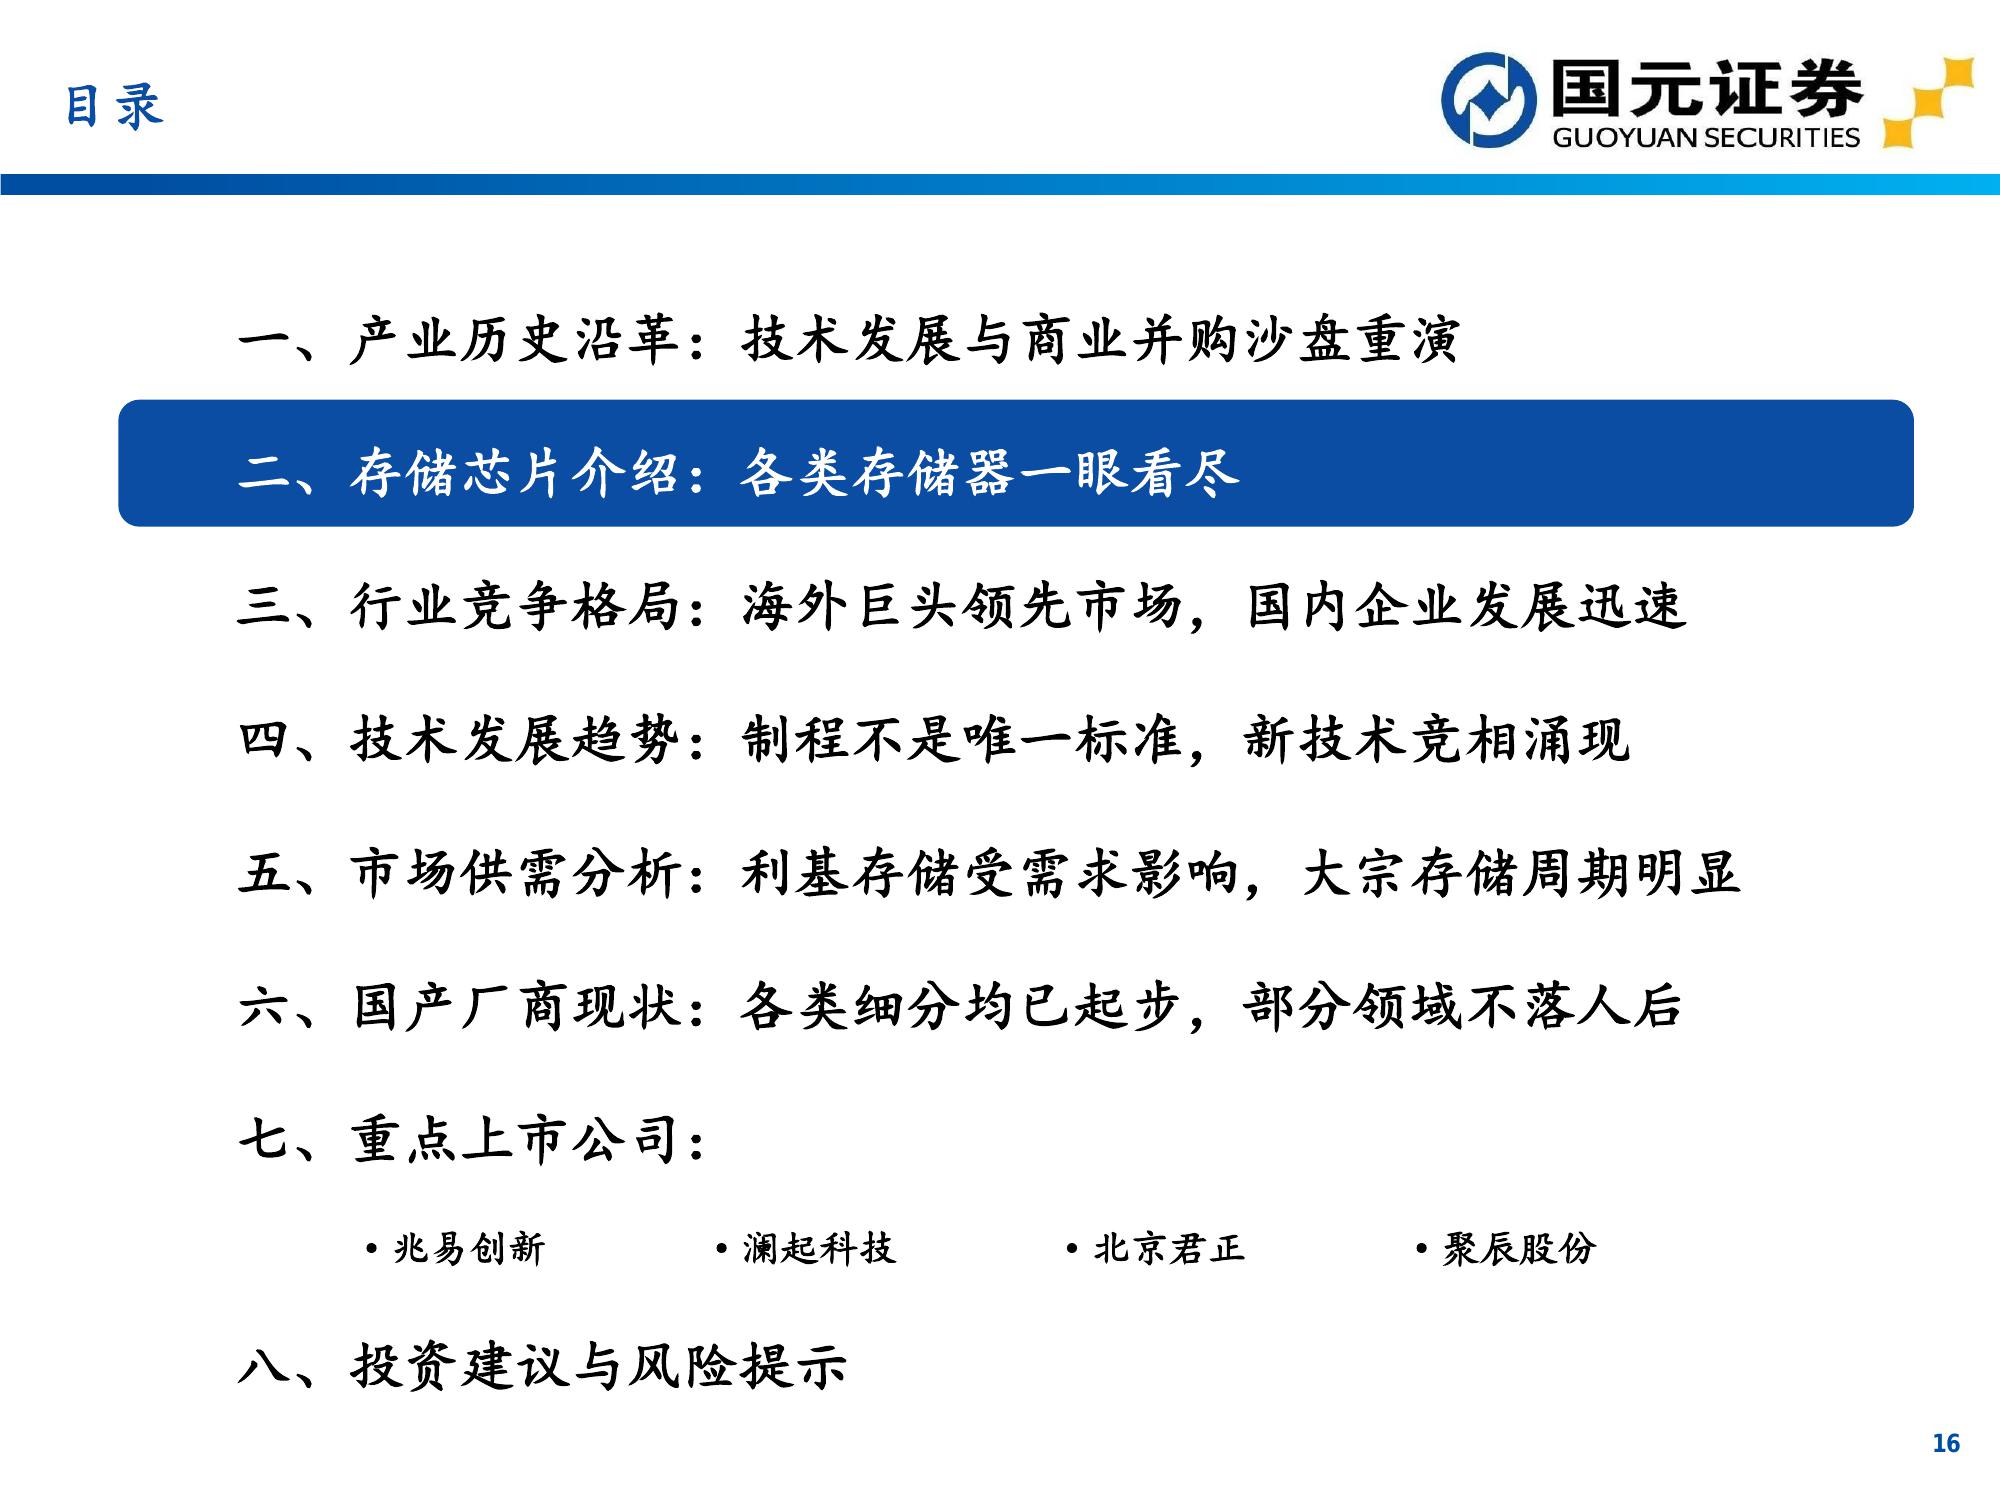 目录
国元证券
GUOYUAN SECURITIES
一、产业历史沿革：技术发展与商业并购沙盘重演
二、存储芯片介绍：各类存储器一眼看尽
三、行业竞争格局：海外巨头领先市场，国内企业发展迅速
四、技术发展趋势：制程不是唯一标准，新技术竞相涌现
五、市场供需分析：利基存储受需求影响，大宗存储周期明显
六、国产厂商现状：各类细分均已起步，部分领域不落人后
七、重点上市公司：
•兆易创新 •澜起科技 •北京君正 •聚辰股份
八、投资建议与风险提示
16